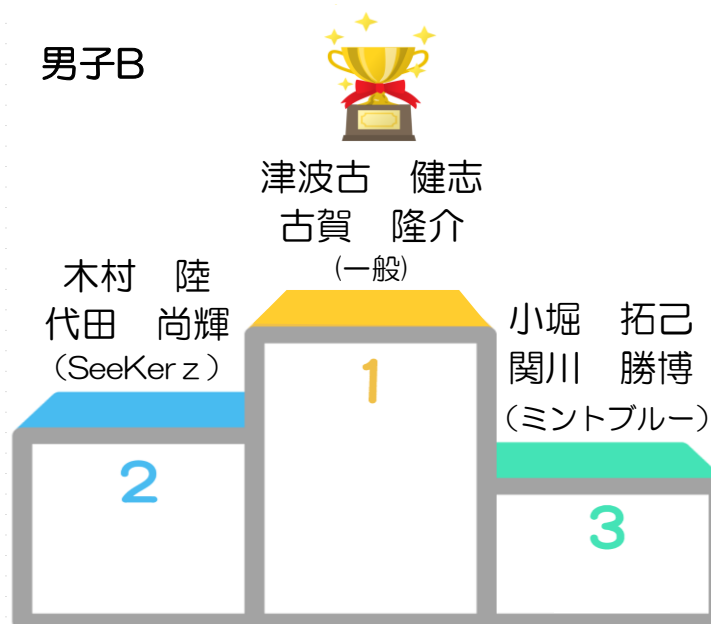 男子B
津波古　健志
古賀　隆介
(一般)
木村　陸
代田　尚輝
（SeeKerｚ）
小堀　拓己
関川　勝博
（ミントブルー）
1
2
3